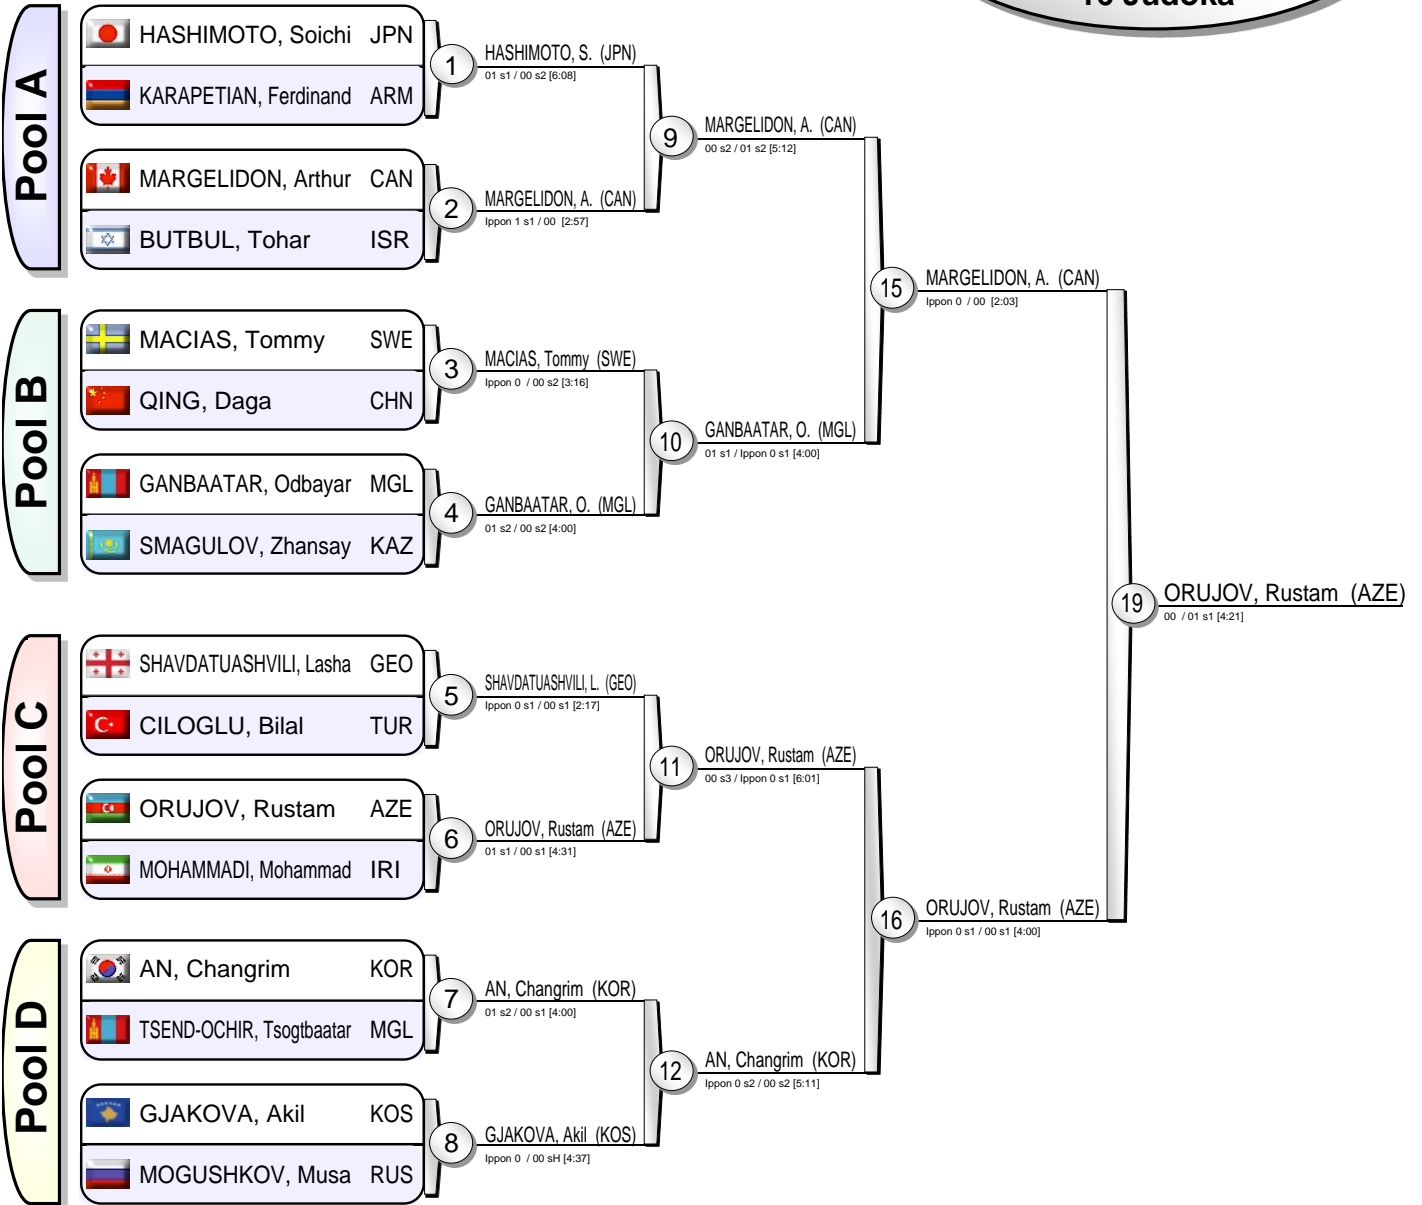 16 Judoka
Pool A
HASHIMOTO, Soichi JPN
KARAPETIAN, Ferdinand ARM
MARGELIDON, Arthur CAN
BUTBUL, Tohar ISR
Pool B
MACIAS, Tommy SWE
QING, Daga CHN
GANBAATAR, Odbayar MGL
SMAGULOV, Zhansay KAZ
Pool C
SHAVDATUASHVILI, Lasha GEO
CILOGLU, Bilal TUR
ORUJOV, Rustam AZE
MOHAMMADI, Mohammad IRI
Pool D
AN, Changrim KOR
TSEND-OCHIR, Tsogtbaatar MGL
GJAKOVA, Akil KOS
MOGUSHKOV, Musa RUS
1
HASHIMOTO, S. (JPN)
01 s1 / 00 s2 [6:08]
2
MARGELIDON, A. (CAN)
Ippon 1 s1 / 00 [2:57]
3
MACIAS, Tommy (SWE)
Ippon 0 / 00 s2 [3:16]
4
GANBAATAR, O. (MGL)
01 s2 / 00 s2 [4:00]
5
SHAVDATUASHVILI, L. (GEO)
Ippon 0 s1 / 00 s1 [2:17]
6
ORUJOV, Rustam (AZE)
01 s1 / 00 s1 [4:31]
7
AN, Changrim (KOR)
01 s2 / 00 s1 [4:00]
8
GJAKOVA, Akil (KOS)
Ippon 0 / 00 sH [4:37]
9
MARGELIDON, A. (CAN)
00 s2 / 01 s2 [5:12]
10
GANBAATAR, O. (MGL)
01 s1 / Ippon 0 s1 [4:00]
11
ORUJOV, Rustam (AZE)
00 s3 / Ippon 0 s1 [6:01]
12
AN, Changrim (KOR)
Ippon 0 s2 / 00 s2 [5:11]
15
MARGELIDON, A. (CAN)
Ippon 0 / 00 [2:03]
16
ORUJOV, Rustam (AZE)
Ippon 0 s1 / 00 s1 [4:00]
19
ORUJOV, Rustam (AZE)
00 / 01 s1 [4:21]